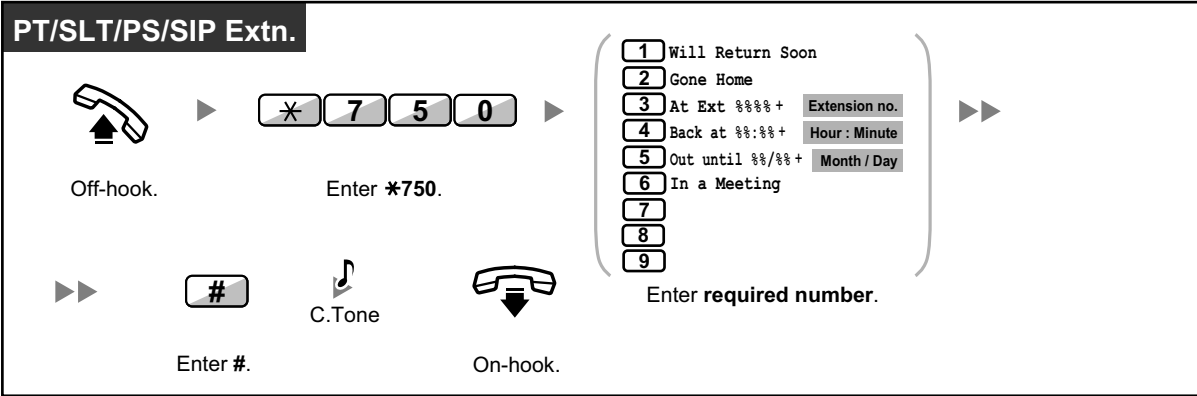 PT/SLT/PS/SIP Extn.
1 Will Return Soon
2 Gone Home
3 At Ext %%%% + Extension no.
4 Back at %%:%% + Hour : Minute
5 Out until %%/%% + Month / Day
6 In a Meeting
7
8
9
* 7 5 0
Off-hook.
Enter *750.
Enter required number.
#
C.Tone
Enter #.
On-hook.